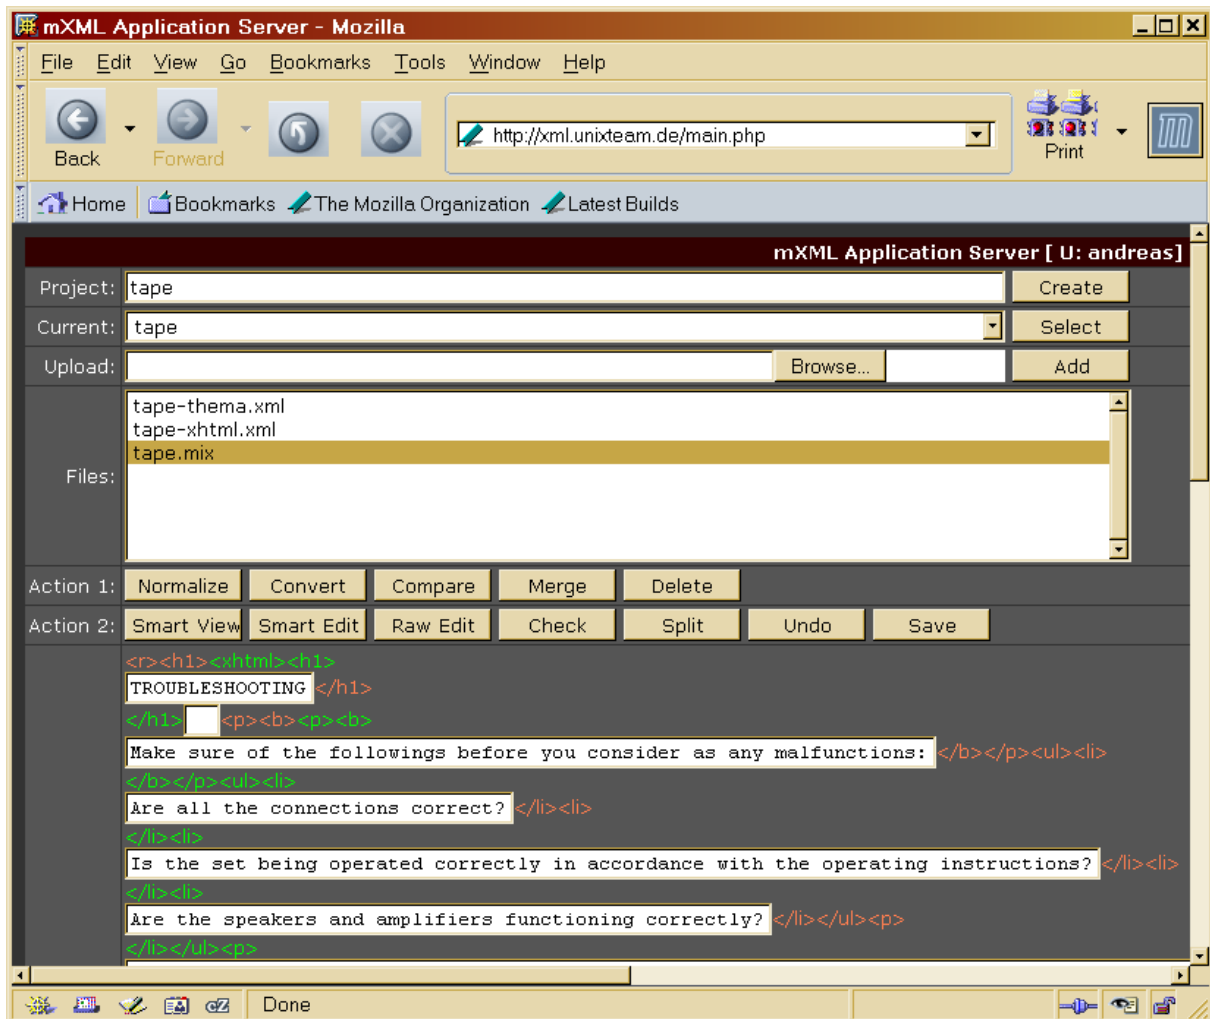 mXML Application Server - Mozilla
File Edit View Go Bookmarks Tools Window Help
Back Forward http://xml.unixteam.de/main.php Print
Home Bookmarks The Mozilla Organization Latest Builds
mXML Application Server [ U: andreas]
Project: tape Create
Current: tape Select
Upload: Browse... Add
Files:
tape-thema.xml
tape-xhtml.xml
tape.mix
Action 1: Normalize Convert Compare Merge Delete
Action 2: Smart View Smart Edit Raw Edit Check Split Undo Save
<r><h1><xhtml><h1>
TROUBLESHOOTING </h1>
</h1> <p><b><p><b>
Make sure of the followings before you consider as any malfunctions: </b></p><ul><li>
</b></p><ul><li>
Are all the connections correct? </li><li>
</li><li>
Is the set being operated correctly in accordance with the operating instructions? </li><li>
</li><li>
Are the speakers and amplifiers functioning correctly? </li></ul><p>
</li></ul><p>
Done